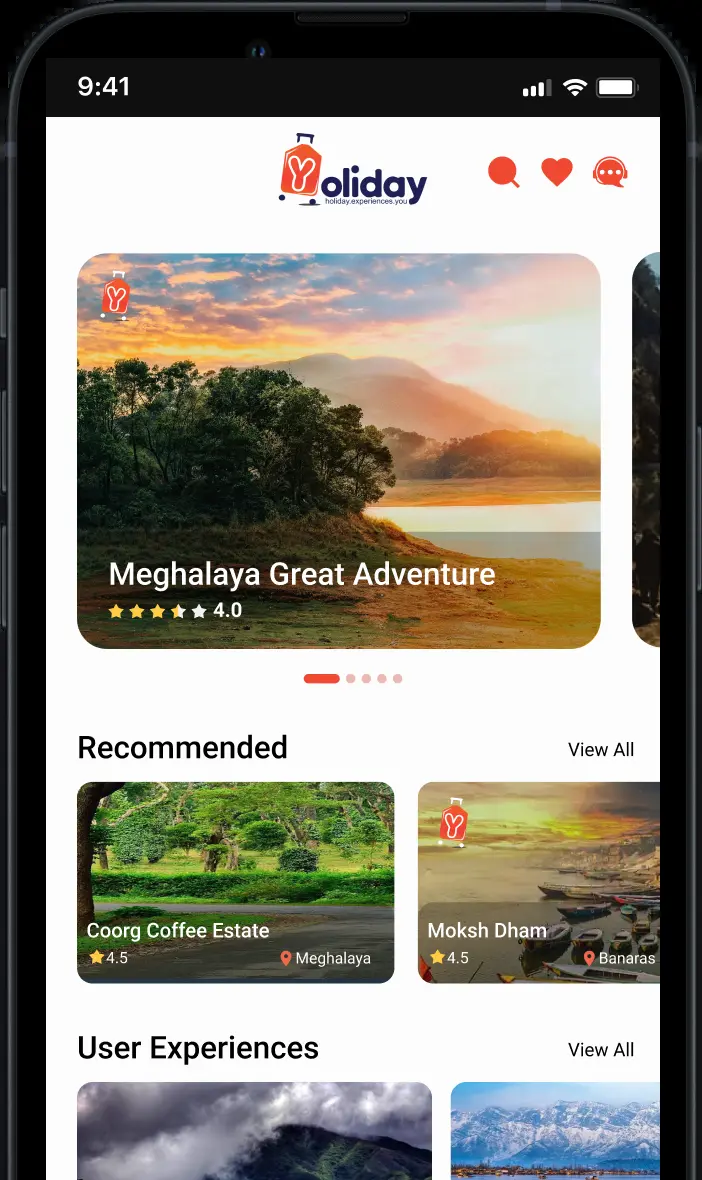 9:41
Yoliday
holiday.experiences.you
Meghalaya Great Adventure
4.0
Recommended
View All
Coorg Coffee Estate
4.5
Meghalaya
Moksh Dham
4.5
Banaras
User Experiences
View All